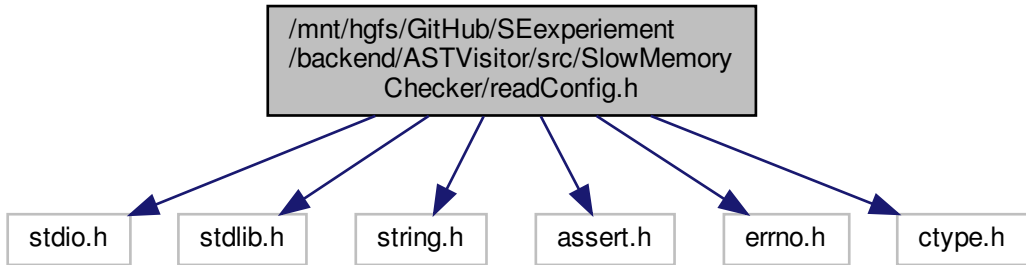 /mnt/hgfs/GitHub/SEexperiement
/backend/ASTVisitor/src/SlowMemory
Checker/readConfig.h
stdio.h
stdlib.h
string.h
assert.h
errno.h
ctype.h